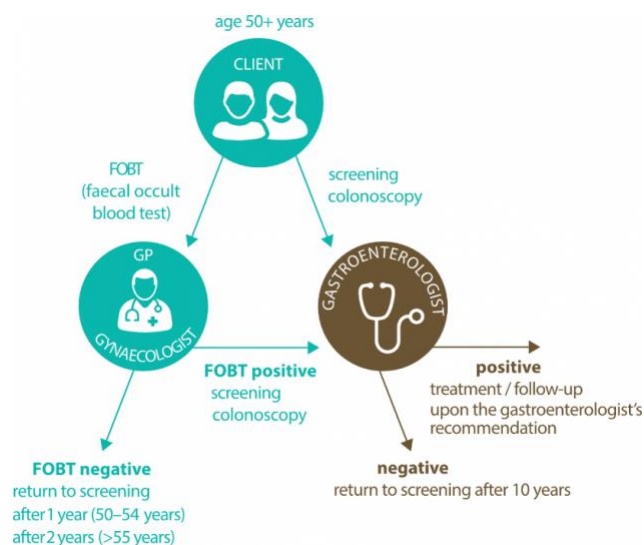 age 50+ years
CLIENT
FOBT
(faecal occult
blood test)
screening
colonoscopy
GP
GYNAECOLOGIST
GASTROENTEROLOGIST
FOBT positive
screening
colonoscopy
positive
treatment / follow-up
upon the gastroenterologist's
recommendation
FOBT negative
return to screening
after 1 year (50–54 years)
after 2 years (>55 years)
negative
return to screening after 10 years